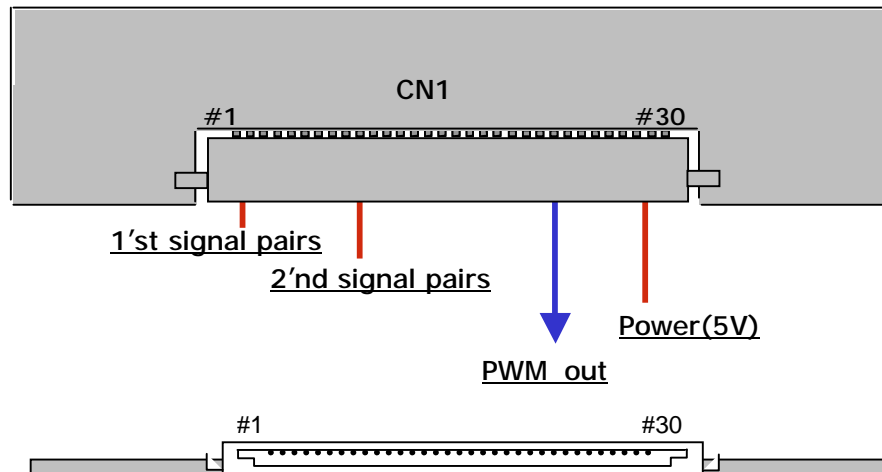 CN1
#1 #30
1'st signal pairs
2'nd signal pairs
Power(5V)
PWM out
#1 #30